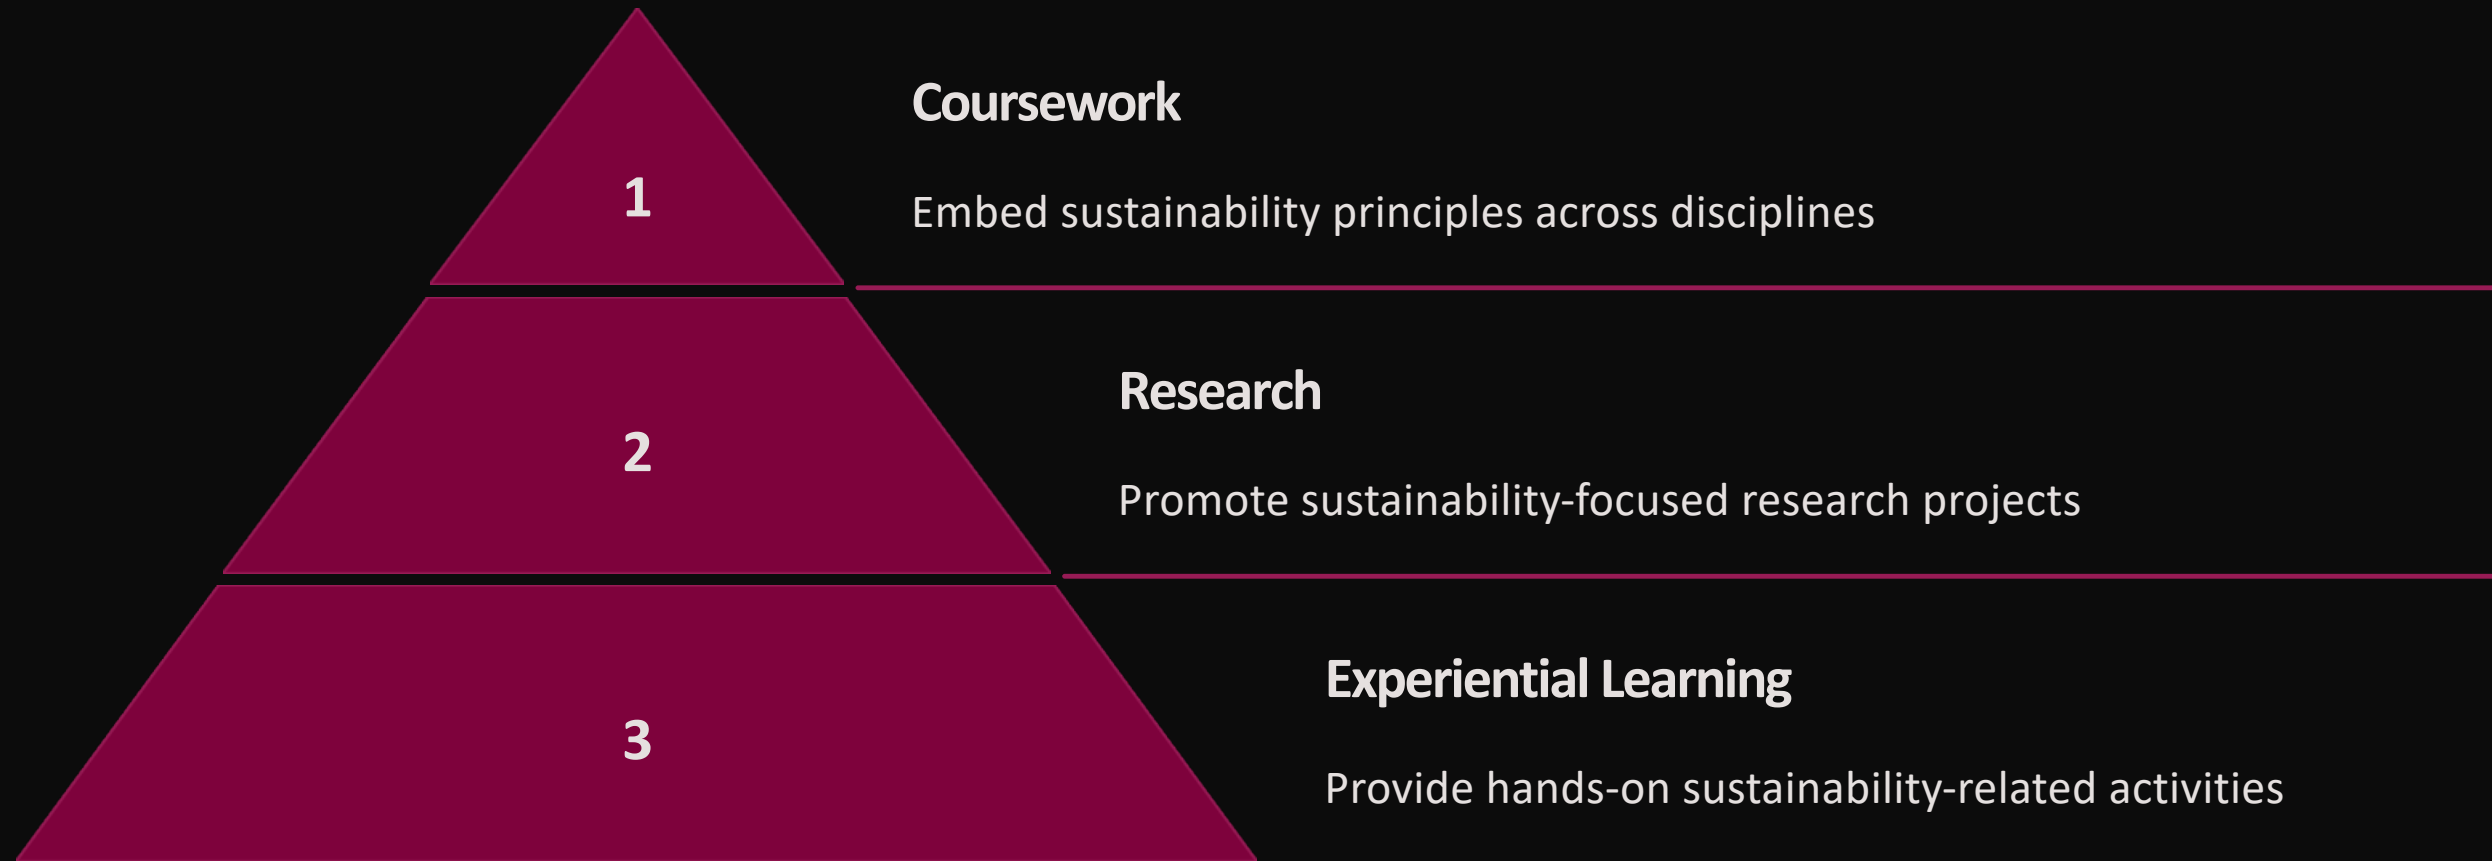 1
Coursework
Embed sustainability principles across disciplines
2
Research
Promote sustainability-focused research projects
3
Experiential Learning
Provide hands-on sustainability-related activities